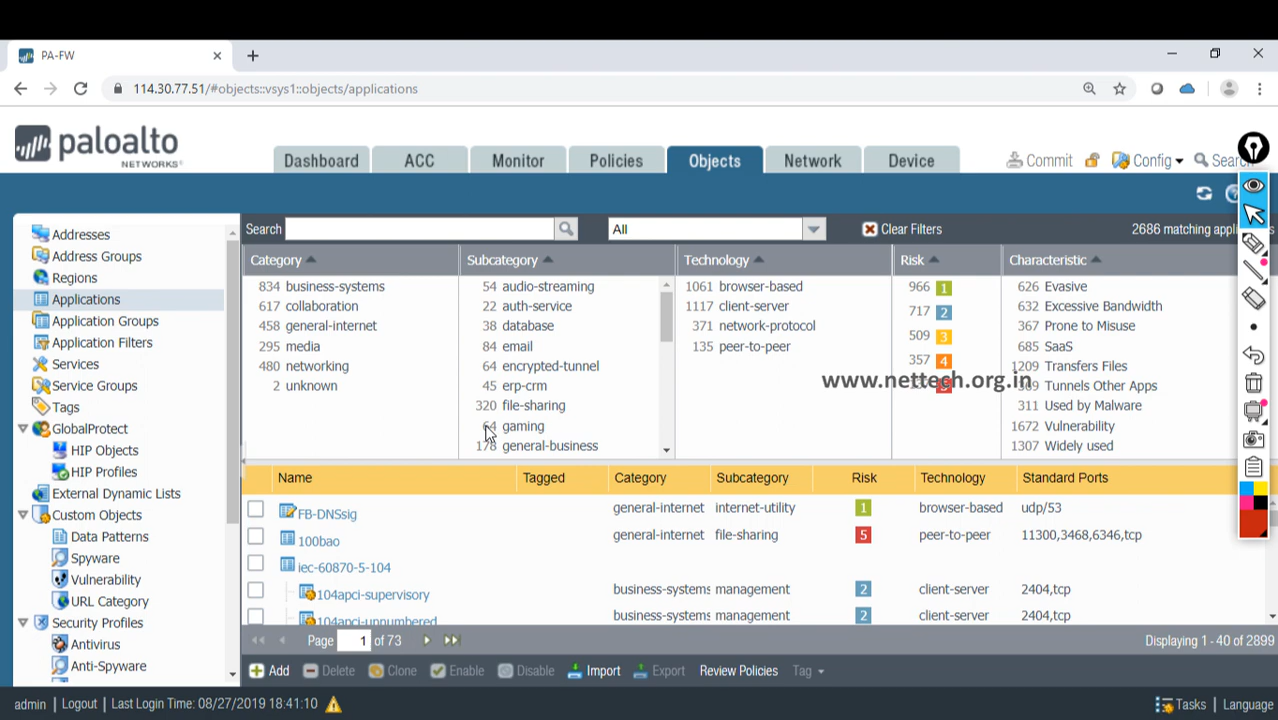 PA-FW
114.30.77.51/#objects::vsys1::objects/applications
paloalto
NETWORKS
Dashboard ACC Monitor Policies Objects Network Device Commit Config Search
Search All Clear Filters 2686 matching
Addresses
Address Groups
Regions
Applications
Application Groups
Application Filters
Services
Service Groups
Tags
GlobalProtect
HIP Objects
HIP Profiles
External Dynamic Lists
Custom Objects
Data Patterns
Spyware
Vulnerability
URL Category
Security Profiles
Antivirus
Anti-Spyware
Category
834 business-systems
617 collaboration
458 general-internet
295 media
480 networking
2 unknown
Subcategory
54 audio-streaming
22 auth-service
38 database
84 email
64 encrypted-tunnel
45 erp-crm
320 file-sharing
64 gaming
178 general-business
Technology
1061 browser-based
1117 client-server
371 network-protocol
135 peer-to-peer
Risk
966 1
717 2
509 3
357 4
5
Characteristic
626 Evasive
632 Excessive Bandwidth
367 Prone to Misuse
685 SaaS
1209 Transfers Files
Tunnels Other Apps
311 Used by Malware
1672 Vulnerability
1307 Widely used
www.nettech.org.in
Name Tagged Category Subcategory Risk Technology Standard Ports
FB-DNSsig general-internet internet-utility 1 browser-based udp/53
100bao general-internet file-sharing 5 peer-to-peer 11300,3468,6346,tcp
iec-60870-5-104
104apci-supervisory business-systems management 2 client-server 2404,tcp
104apci-unnumbered business-systems management 2 client-server 2404,tcp
Page 1 of 73 Displaying 1 - 40 of 2899
Add Delete Clone Enable Disable Import Export Review Policies Tag
admin | Logout | Last Login Time: 08/27/2019 18:41:10 Tasks | Language